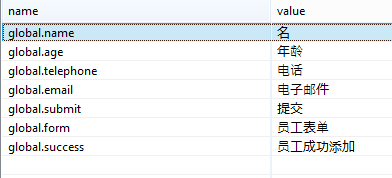 name value
global.name 名
global.age 年龄
global.telephone 电话
global.email 电子邮件
global.submit 提交
global.form 员工表单
global.success 员工成功添加